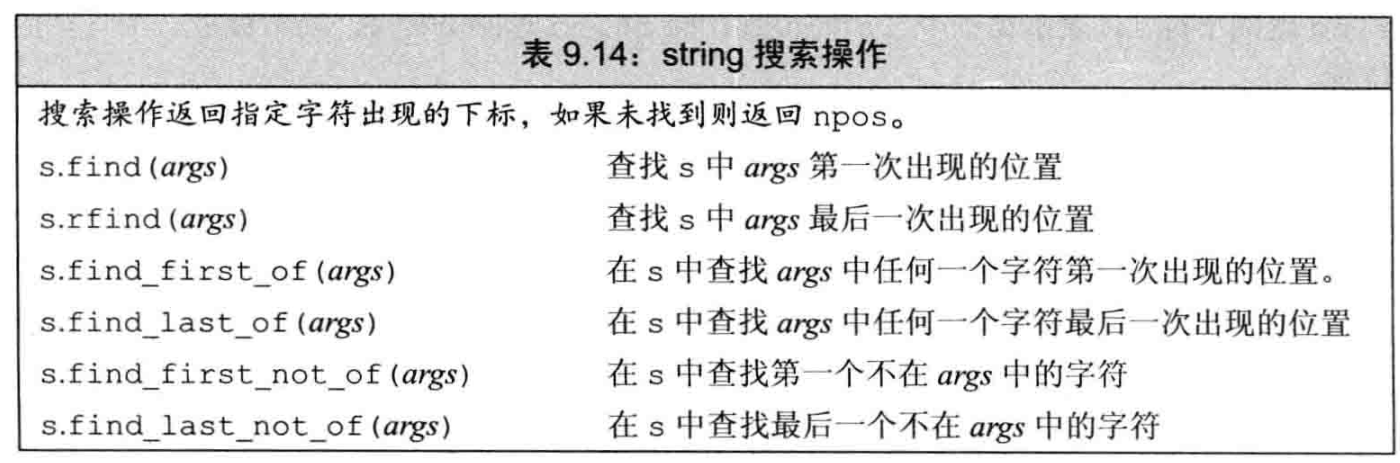 表 9.14：string 搜索操作
搜索操作返回指定字符出现的下标，如果未找到则返回 npos。
s.find(args) 查找 s 中 args 第一次出现的位置
s.rfind(args) 查找 s 中 args 最后一次出现的位置
s.find_first_of(args) 在 s 中查找 args 中任何一个字符第一次出现的位置。
s.find_last_of(args) 在 s 中查找 args 中任何一个字符最后一次出现的位置
s.find_first_not_of(args) 在 s 中查找第一个不在 args 中的字符
s.find_last_not_of(args) 在 s 中查找最后一个不在 args 中的字符